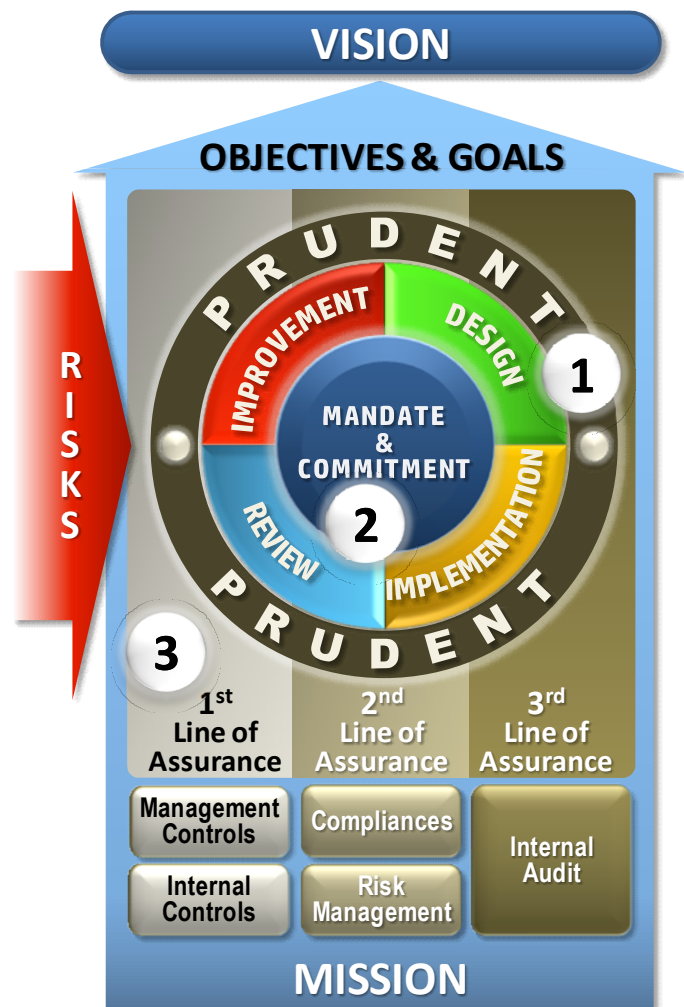 VISION
OBJECTIVES & GOALS
PRUDENT
IMPROVEMENT
DESIGN
1
RISKS
MANDATE
&
COMMITMENT
2
REVIEW
IMPLEMENTATION
PRUDENT
3
1st
Line of
Assurance
2nd
Line of
Assurance
3rd
Line of
Assurance
Management
Controls
Compliances
Internal
Audit
Internal
Controls
Risk
Management
MISSION